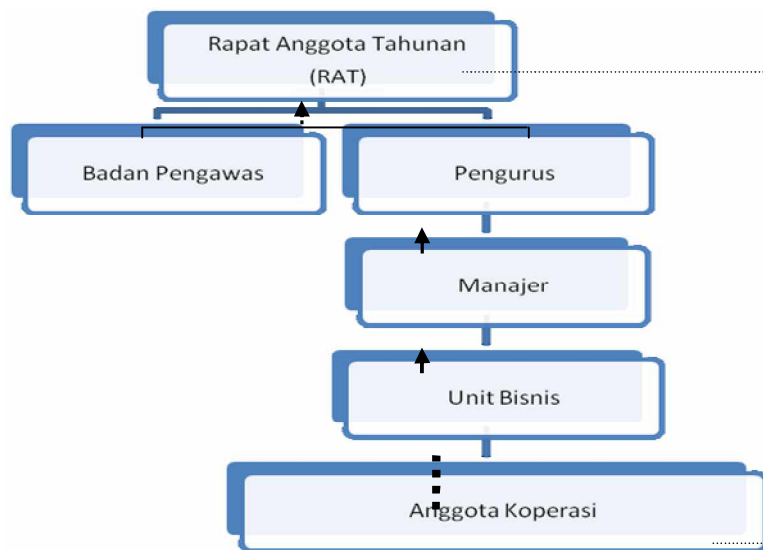 Rapat Anggota Tahunan
(RAT)
Badan Pengawas
Pengurus
Manajer
Unit Bisnis
Anggota Koperasi